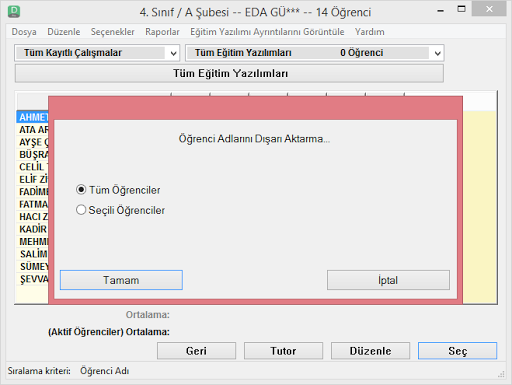 4. Sınıf / A Şubesi -- EDA GÜ*** -- 14 Öğrenci
Dosya Düzenle Seçenekler Raporlar Eğitim Yazılımı Ayrıntılarını Görüntüle Yardım
Tüm Kayıtlı Çalışmalar Tüm Eğitim Yazılımları 0 Öğrenci
Tüm Eğitim Yazılımları
Öğrenci Adlarını Dışarı Aktarma...
Tüm Öğrenciler
Seçili Öğrenciler
Tamam İptal
AHMET
ATA AR
AYŞE
BÜŞRA
CELİL
ELİF
FADİME
FATMA
HACI
KADİR
MEHM
SALİM
SÜMEY
ŞEVVA
Ortalama:
(Aktif Öğrenciler) Ortalama:
Geri Tutor Düzenle Seç
Sıralama kriteri: Öğrenci Adı